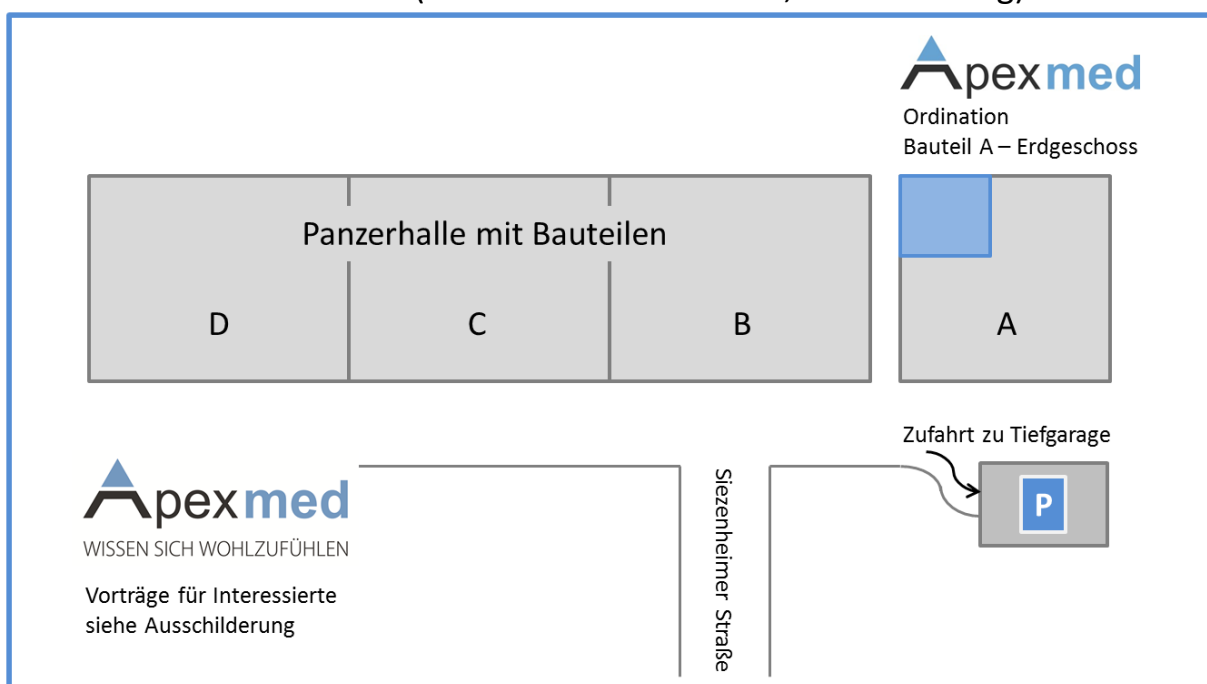 Apexmed
Ordination
Bauteil A – Erdgeschoss
Panzerhalle mit Bauteilen
D
C
B
A
Zufahrt zu Tiefgarage
P
Siezenheimer Straße
Apexmed
WISSEN SICH WOHLZUFÜHLEN
Vorträge für Interessierte
siehe Ausschilderung